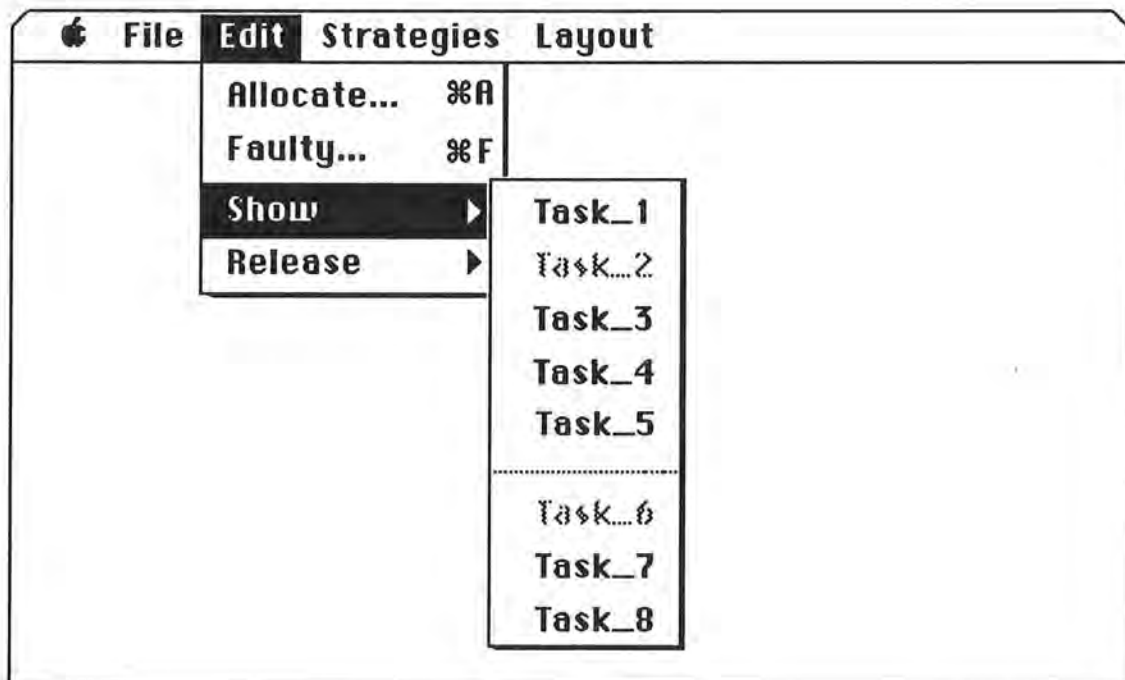 File Edit Strategies Layout
Allocate... ⌘A
Faulty... ⌘F
Show
Release
Task_1
Task_2
Task_3
Task_4
Task_5
Task_6
Task_7
Task_8